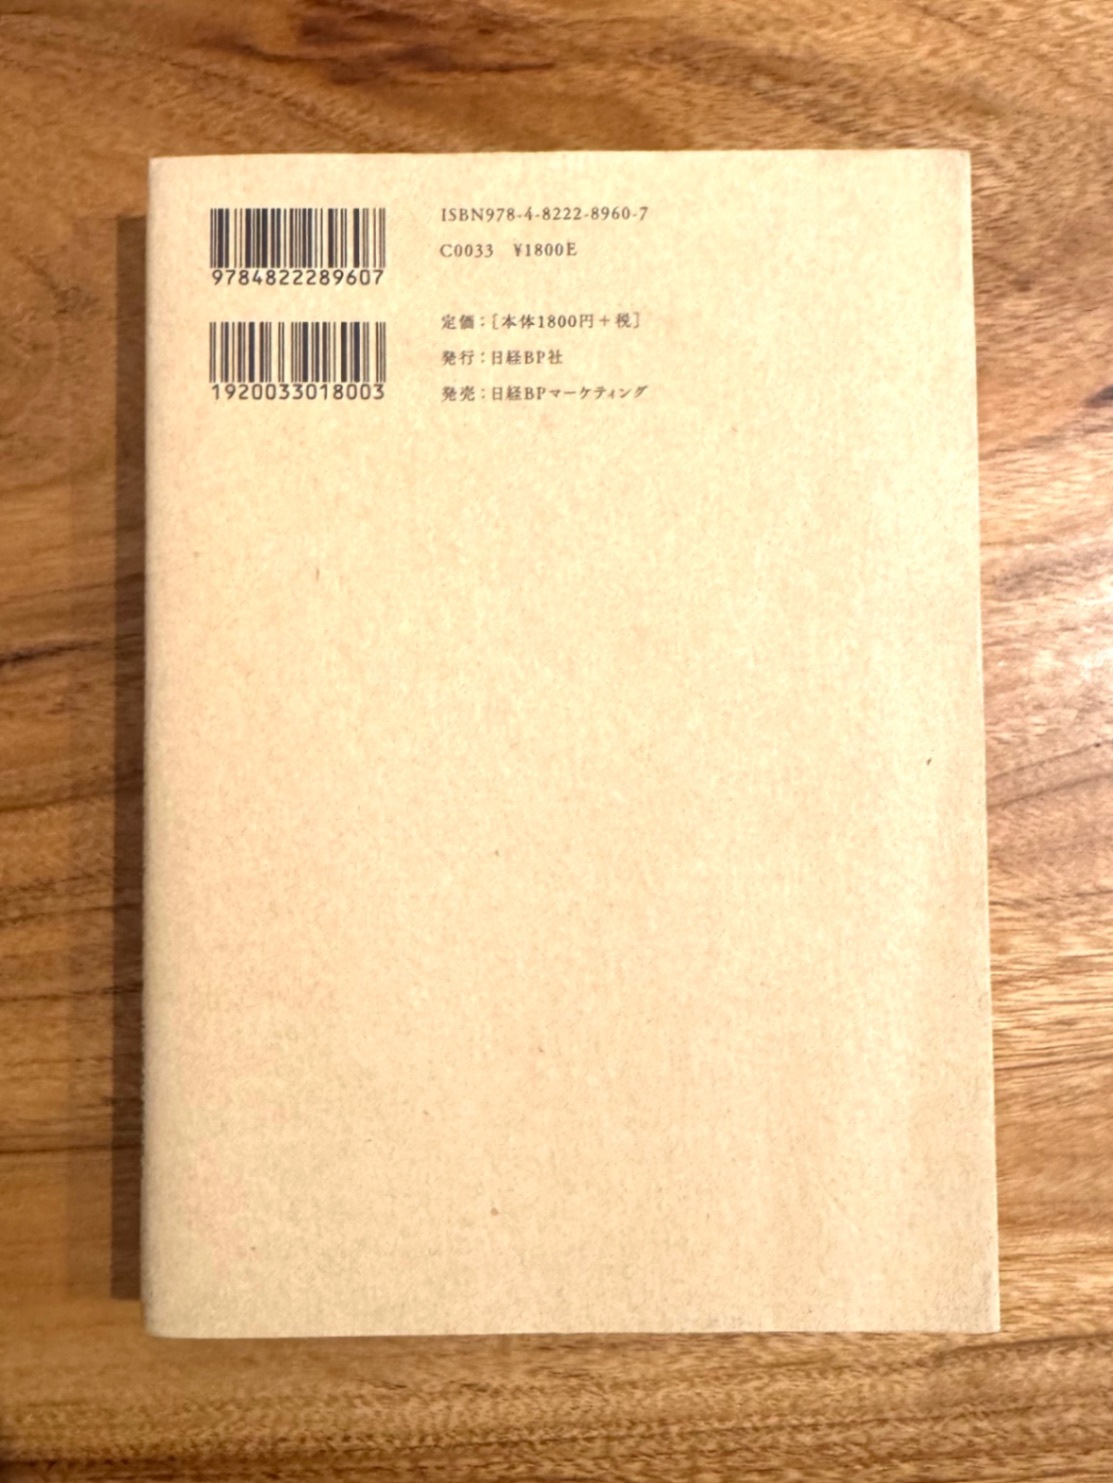 ISBN978-4-8222-8960-7
C0033 ¥1800E
9784822289607
定価：[本体1800円＋税]
発行：日経BP社
1920033018003
発売：日経BPマーケティング